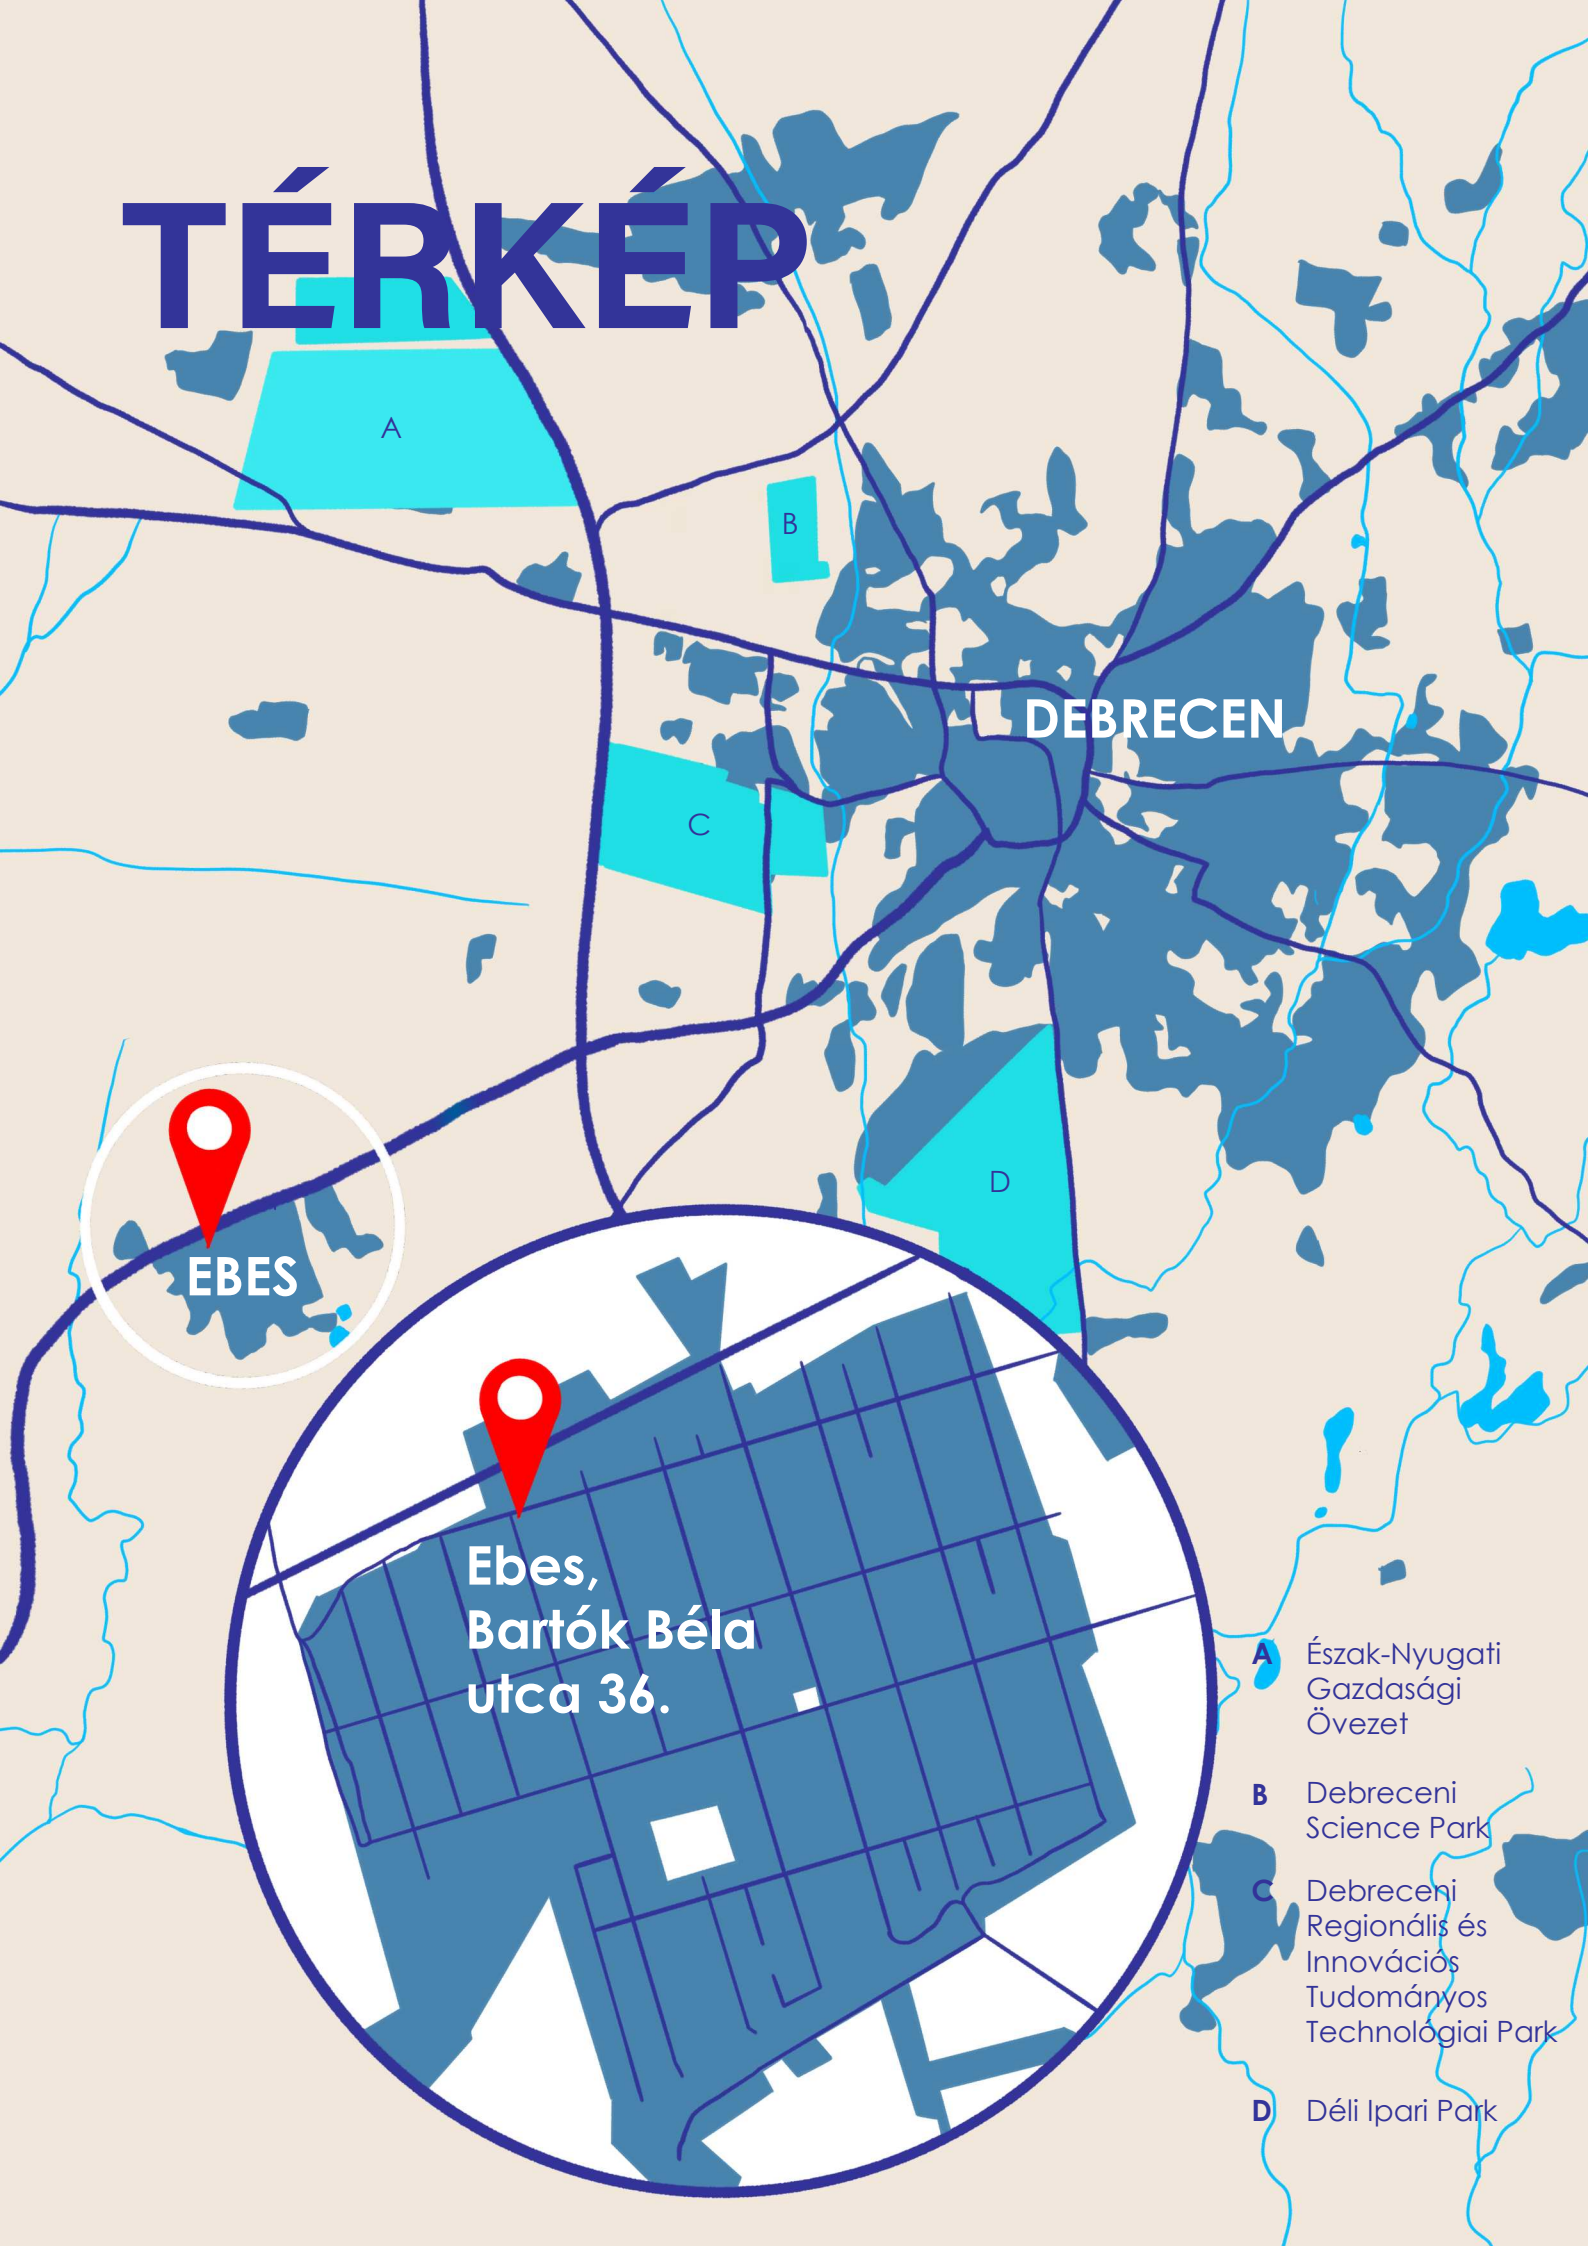 TÉRKÉP
A
B
DEBRECEN
C
D
EBES
Ebes,
Bartók Béla
utca 36.
A Észak-Nyugati
Gazdasági
Övezet
B Debreceni
Science Park
C Debreceni
Regionális és
Innovációs
Tudományos
Technológiai Park
D Déli Ipari Park